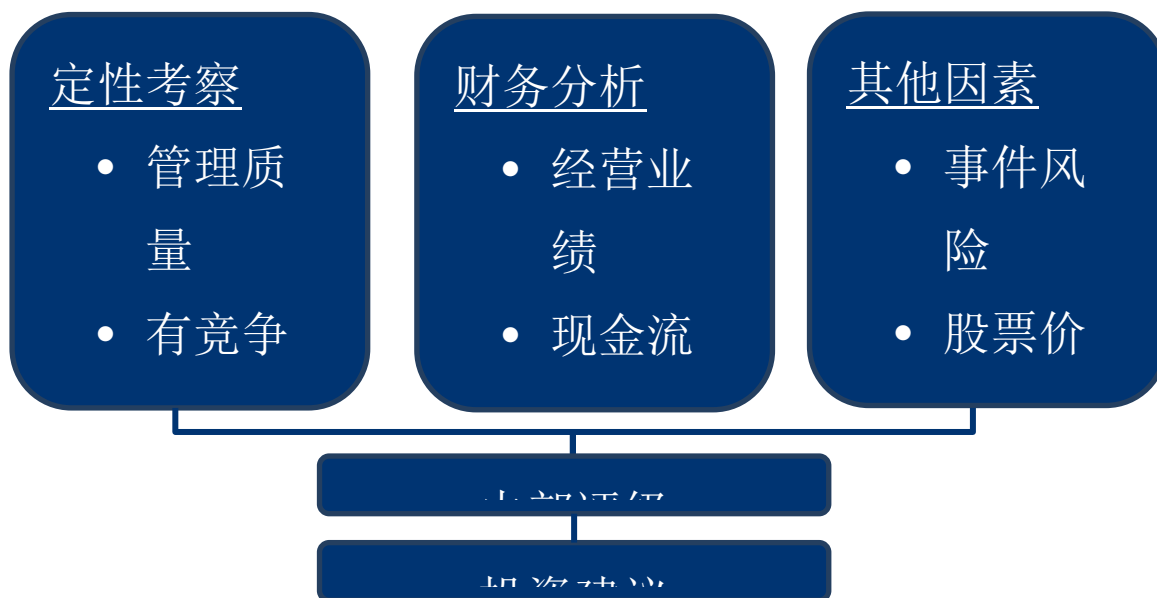 定性考察
• 管理质
量
• 有竞争
财务分析
• 经营业
绩
• 现金流
其他因素
• 事件风
险
• 股票价